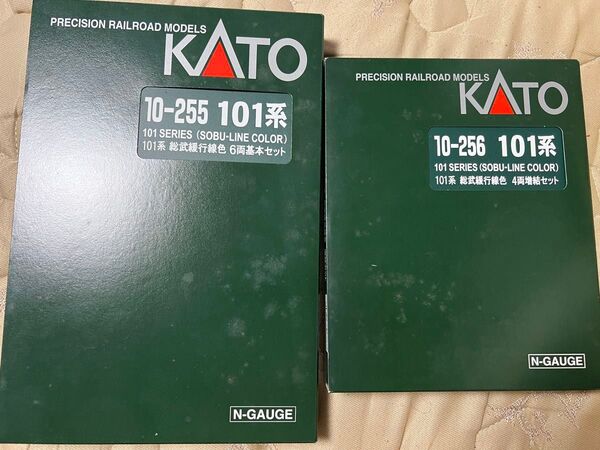 PRECISION RAILROAD MODELS
KATO
10-255 101系
101 SERIES (SOBU-LINE COLOR)
101系 総武緩行線色 6両基本セット
N-GAUGE
PRECISION RAILROAD MODELS
KATO
10-256 101系
101 SERIES (SOBU-LINE COLOR)
101系 総武緩行線色 4両増結セット
N-GAUGE